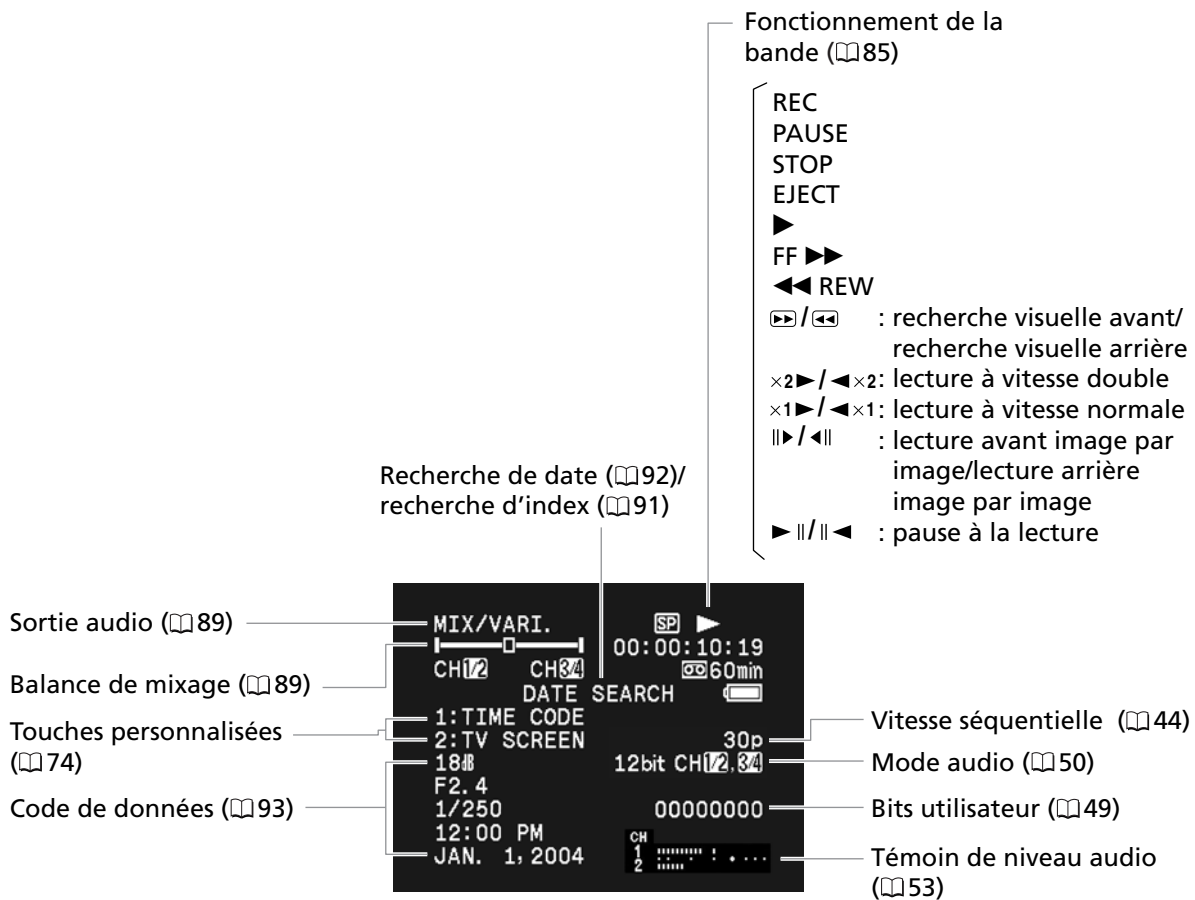 Fonctionnement de la
bande (85)
REC
PAUSE
STOP
EJECT
▶
FF ▶▶
◀◀ REW
▶▶/◀◀ : recherche visuelle avant/
recherche visuelle arrière
×2▶/◀×2: lecture à vitesse double
×1▶/◀×1: lecture à vitesse normale
||▶/◀|| : lecture avant image par
image/lecture arrière
image par image
▶||/||◀ : pause à la lecture
Recherche de date (92)/
recherche d'index (91)
Sortie audio (89)
Balance de mixage (89)
Touches personnalisées
(74)
Code de données (93)
MIX/VARI.
SP ▶
00:00:10:19
CH1/2 CH3/4
60min
DATE SEARCH
1:TIME CODE
2:TV SCREEN
30p
18dB
12bit CH1/2,3/4
F2.4
1/250
00000000
12:00 PM
JAN. 1,2004
CH
1
2
Vitesse séquentielle (44)
Mode audio (50)
Bits utilisateur (49)
Témoin de niveau audio
(53)